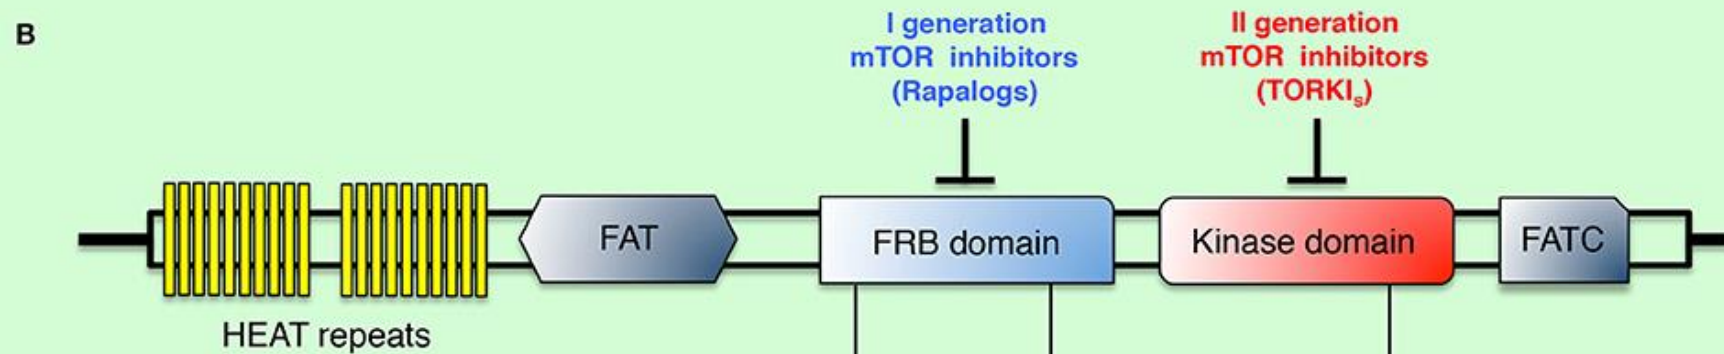 B
I generation
mTOR inhibitors
(Rapalogs)
II generation
mTOR inhibitors
(TORKIs)
FAT
FRB domain
Kinase domain
FATC
HEAT repeats